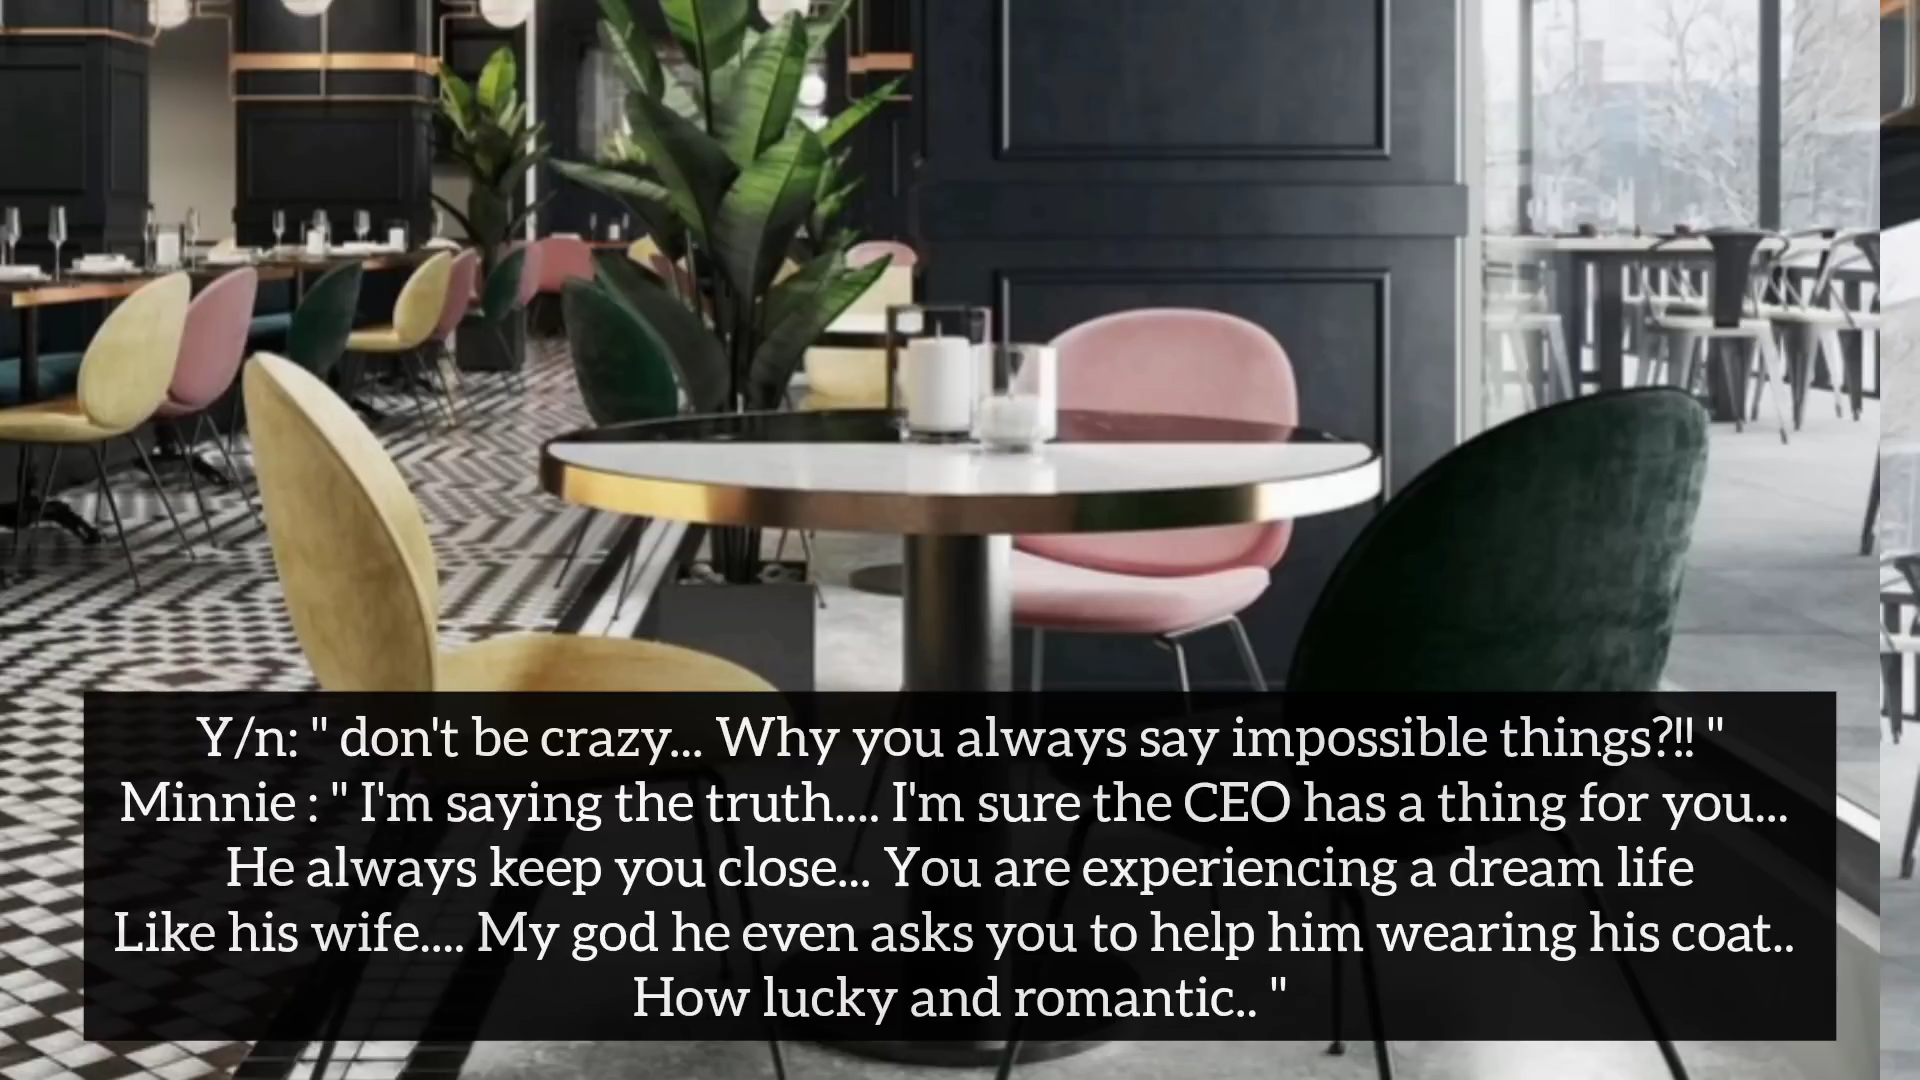 Y/n: " don't be crazy... Why you always say impossible things?!! "
Minnie : " I'm saying the truth.... I'm sure the CEO has a thing for you...
He always keep you close... You are experiencing a dream life
Like his wife.... My god he even asks you to help him wearing his coat..
How lucky and romantic.. "